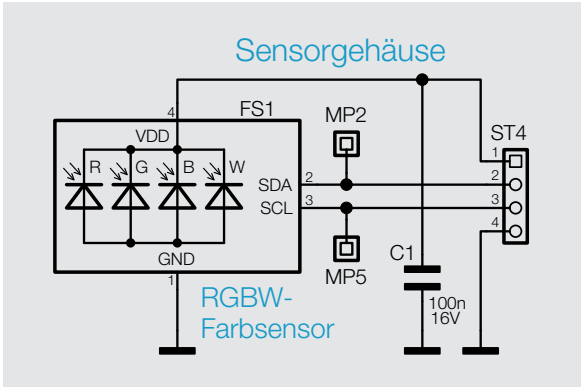 Sensorgehäuse
4
FS1
MP2
ST4
VDD
1
R
G
B
W
SDA
2
2
SCL
3
3
4
GND
MP5
C1
1
RGBW-
Farbsensor
100n
16V